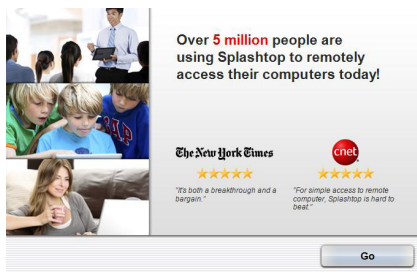 Over 5 million people are
using Splashtop to remotely
access their computers today!
The New York Times
cnet
"It's both a breakthrough and a
bargain."
"For simple access to remote
computer, Splashtop is hard to
beat."
GAP
Go